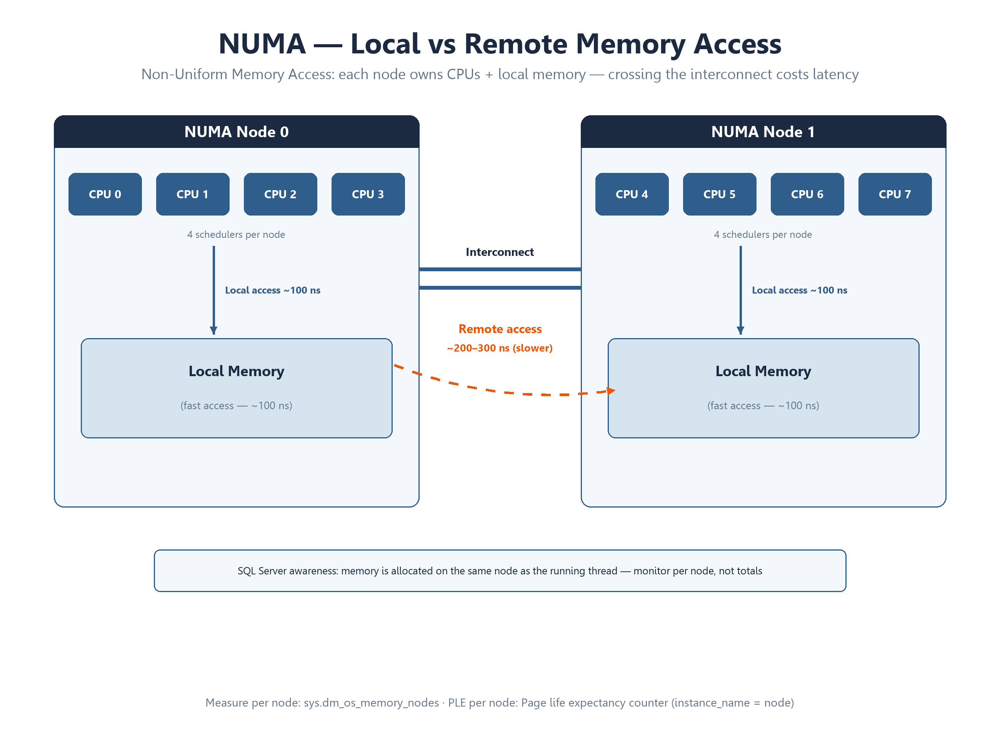 NUMA — Local vs Remote Memory Access
Non-Uniform Memory Access: each node owns CPUs + local memory — crossing the interconnect costs latency
NUMA Node 0
CPU 0
CPU 1
CPU 2
CPU 3
4 schedulers per node
Local access ~100 ns
Local Memory
(fast access — ~100 ns)
Interconnect
Remote access
~200–300 ns (slower)
NUMA Node 1
CPU 4
CPU 5
CPU 6
CPU 7
4 schedulers per node
Local access ~100 ns
Local Memory
(fast access — ~100 ns)
SQL Server awareness: memory is allocated on the same node as the running thread — monitor per node, not totals
Measure per node: sys.dm_os_memory_nodes · PLE per node: Page life expectancy counter (instance_name = node)